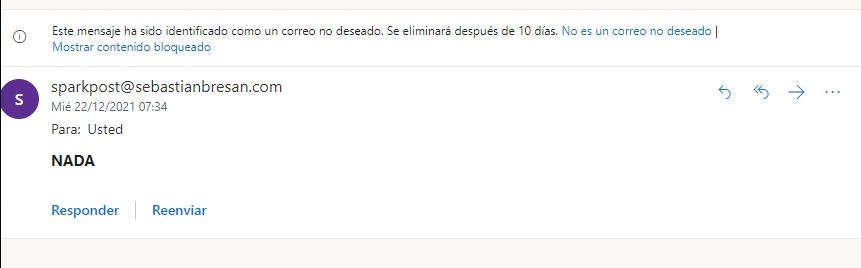 Este mensaje ha sido identificado como un correo no deseado. Se eliminará después de 10 días. No es un correo no deseado |
Mostrar contenido bloqueado
S
sparkpost@sebastianbresan.com
Mié 22/12/2021 07:34
Para: Usted
NADA
Responder
Reenviar